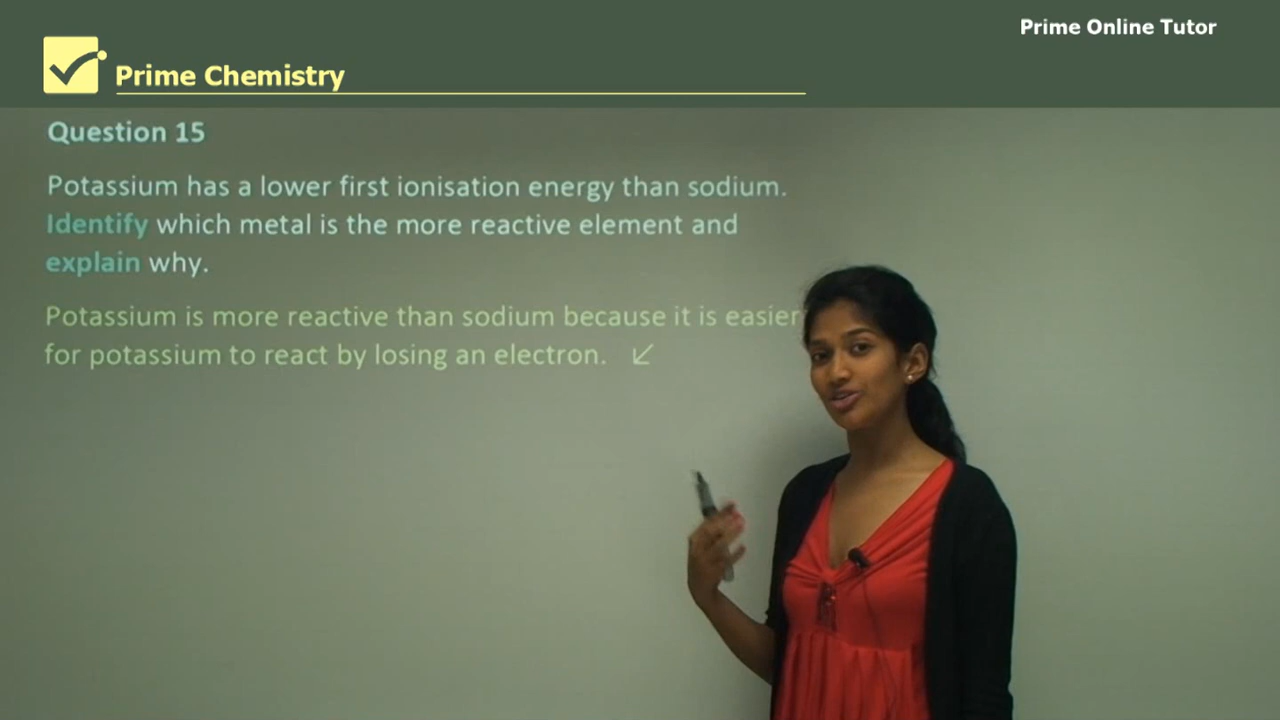 Prime Online Tutor
Prime Chemistry
Question 15
Potassium has a lower first ionisation energy than sodium.
Identify which metal is the more reactive element and
explain why.
Potassium is more reactive than sodium because it is easier
for potassium to react by losing an electron. ↙